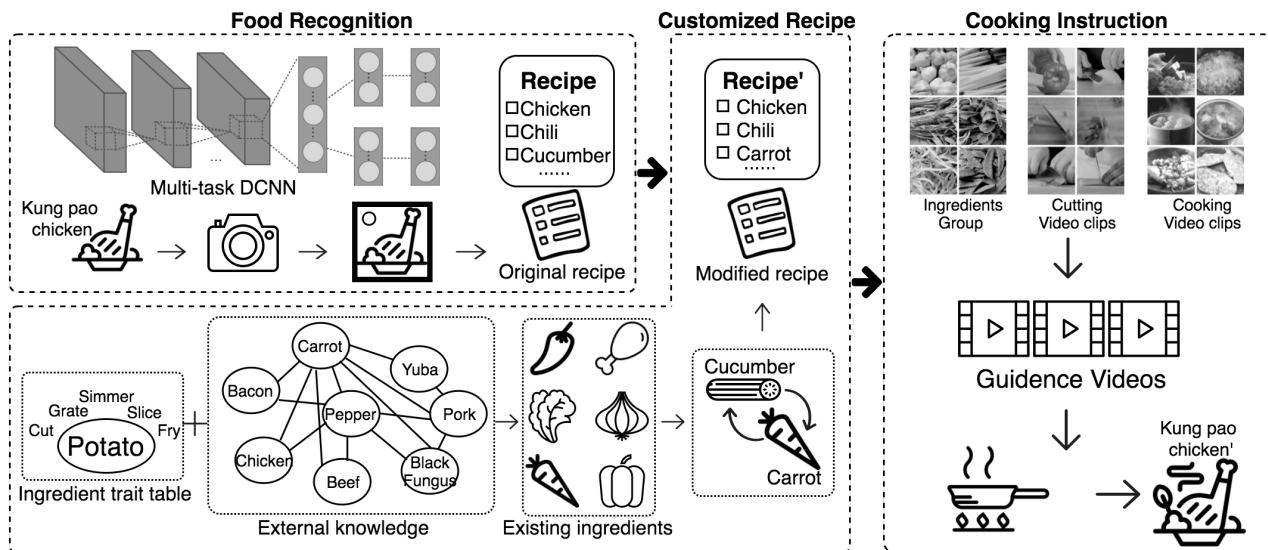 Food Recognition
Multi-task DCNN
...
Kung pao
chicken
Recipe
Chicken
Chili
Cucumber
......
Original recipe
Customized Recipe
Recipe'
Chicken
Chili
Carrot
......
Modified recipe
Cucumber
Carrot
Simmer
Grate
Slice
Cut
Fry
Potato
Ingredient trait table
Carrot
Yuba
Bacon
Pepper
Pork
Chicken
Beef
Black
Fungus
External knowledge
Existing ingredients
Cooking Instruction
Ingredients
Group
Cutting
Video clips
Cooking
Video clips
Guidence Videos
Kung pao
chicken'